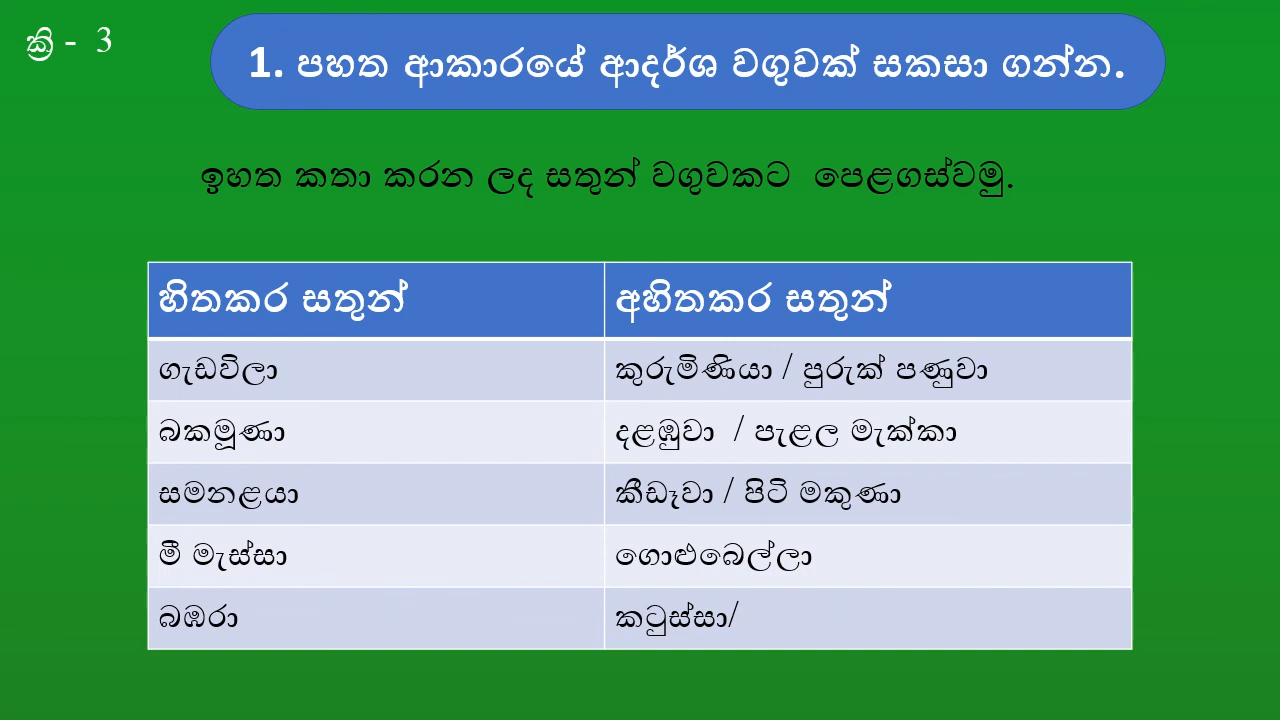 ක්‍රි - 3
1. පහත ආකාරයේ ආදර්ශ වගුවක් සකසා ගන්න.
ඉහත කතා කරන ලද සතුන් වගුවකට පෙළගස්වමු.
හිතකර සතුන් අහිතකර සතුන්
ගැඩවිලා කුරුමිණියා / පුරුක් පණුවා
බකමූණා දළඹුවා / පැළල මැක්කා
සමනළයා කීඩෑවා / පිටි මකුණා
මී මැස්සා ගොළුබෙල්ලා
බඹරා කටුස්සා/